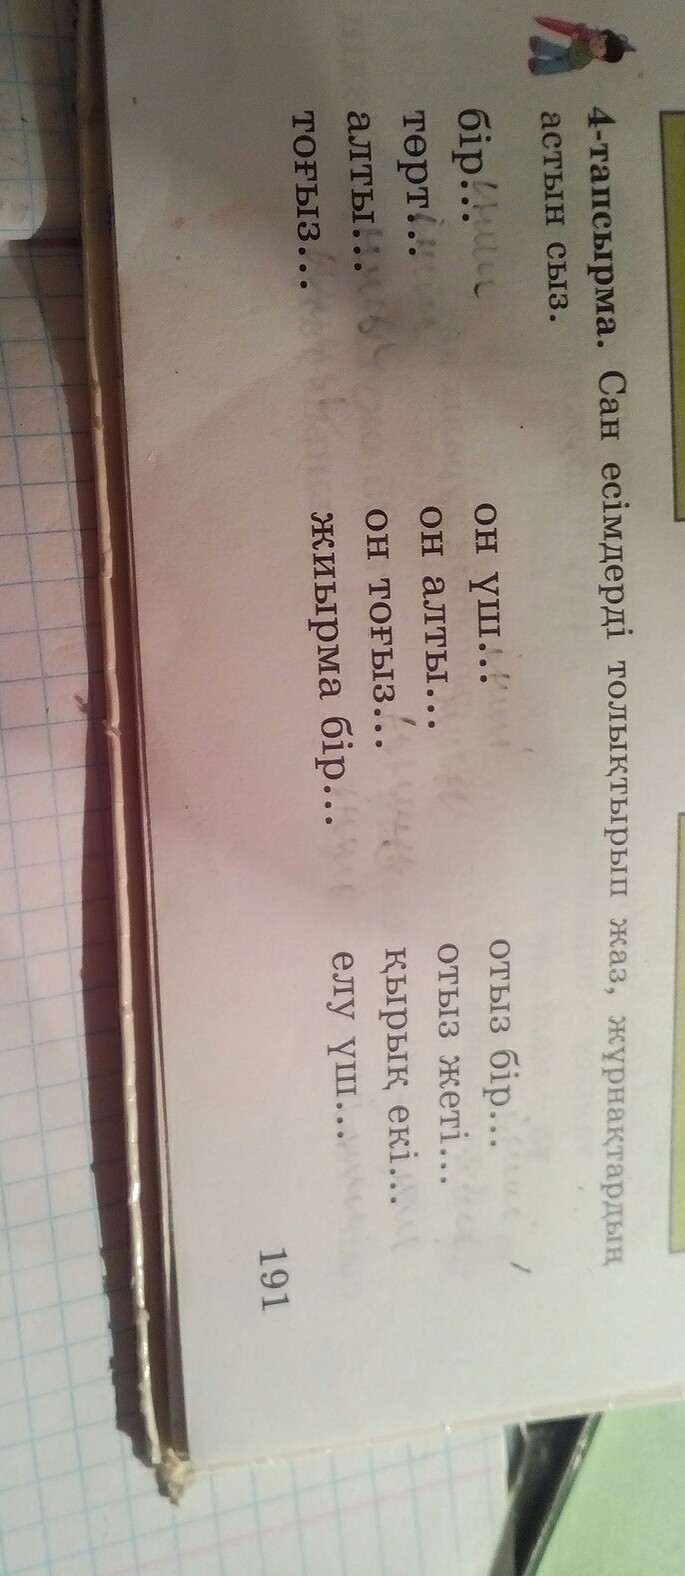 4-тапсырма. Сан есімдерді толықтырып жаз, жұрнақтардың
астын сыз.
бір... он үш... отыз бір...
төрт... он алты... отыз жеті...
алты... он тоғыз... қырық екі...
тоғыз... жиырма бір... елу үш...
191